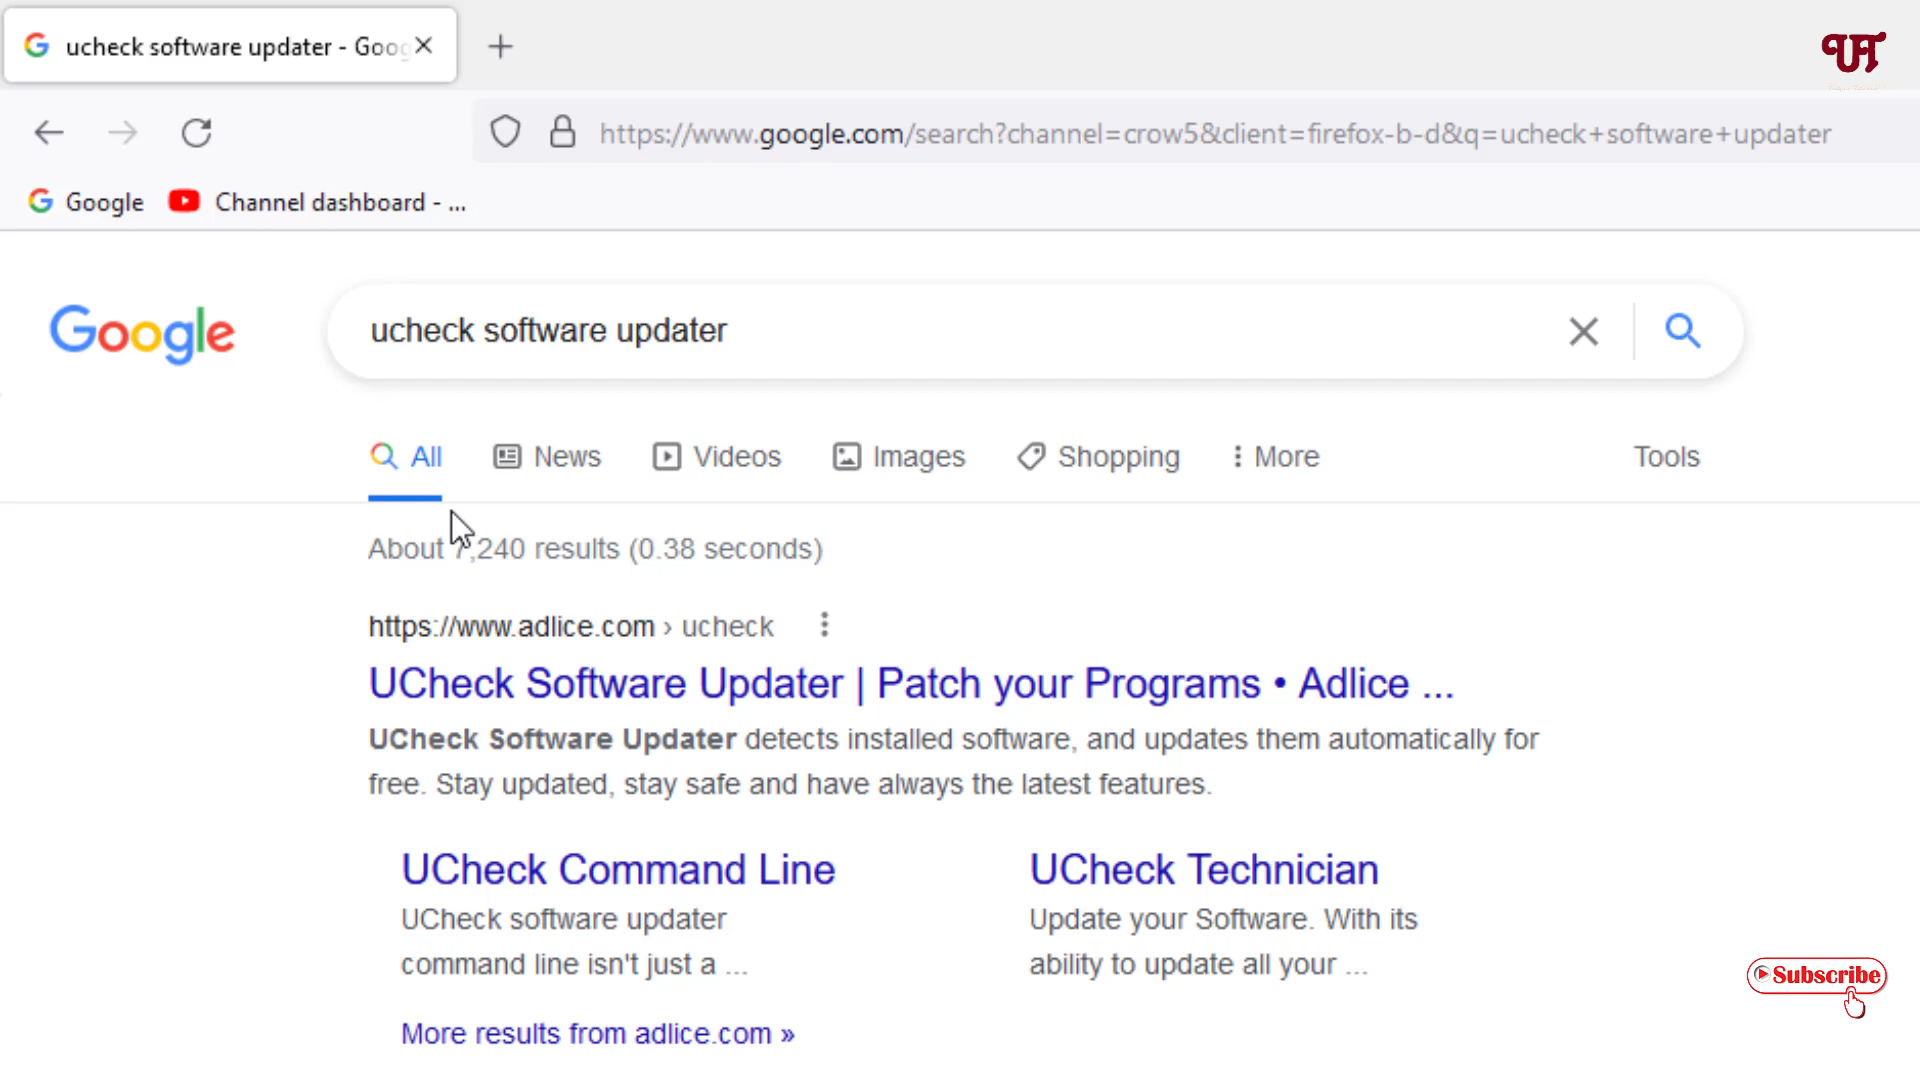 ucheck software updater - Goo
UT
https://www.google.com/search?channel=crow5&client=firefox-b-d&q=ucheck+software+updater
Google
Channel dashboard - ...
Google
ucheck software updater
All
News
Videos
Images
Shopping
More
Tools
About 7,240 results (0.38 seconds)
https://www.adlice.com › ucheck
UCheck Software Updater | Patch your Programs • Adlice ...
UCheck Software Updater detects installed software, and updates them automatically for
free. Stay updated, stay safe and have always the latest features.
UCheck Command Line
UCheck software updater
command line isn't just a ...
UCheck Technician
Update your Software. With its
ability to update all your ...
Subscribe
More results from adlice.com »